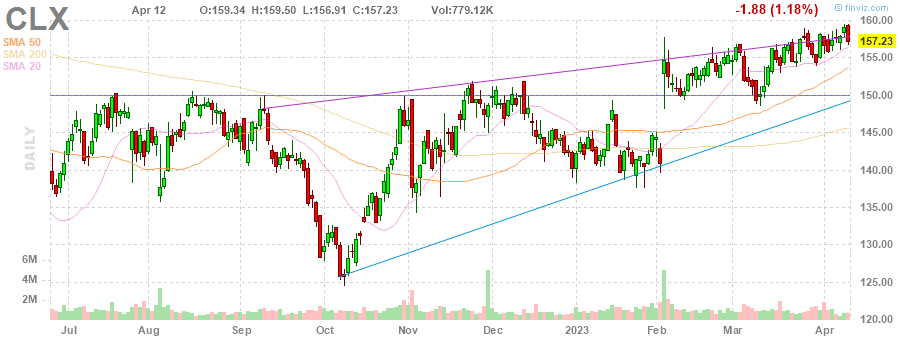 CLX
Apr 12 O:159.34 H:159.50 L:156.91 C:157.23 Vol:779.12K
-1.88 (1.18%)
© finviz.com
SMA 50
SMA 200
SMA 20
DAILY
160.00
157.23
155.00
150.00
145.00
140.00
135.00
130.00
125.00
120.00
6M
4M
2M
Jul Aug Sep Oct Nov Dec 2023 Feb Mar Apr